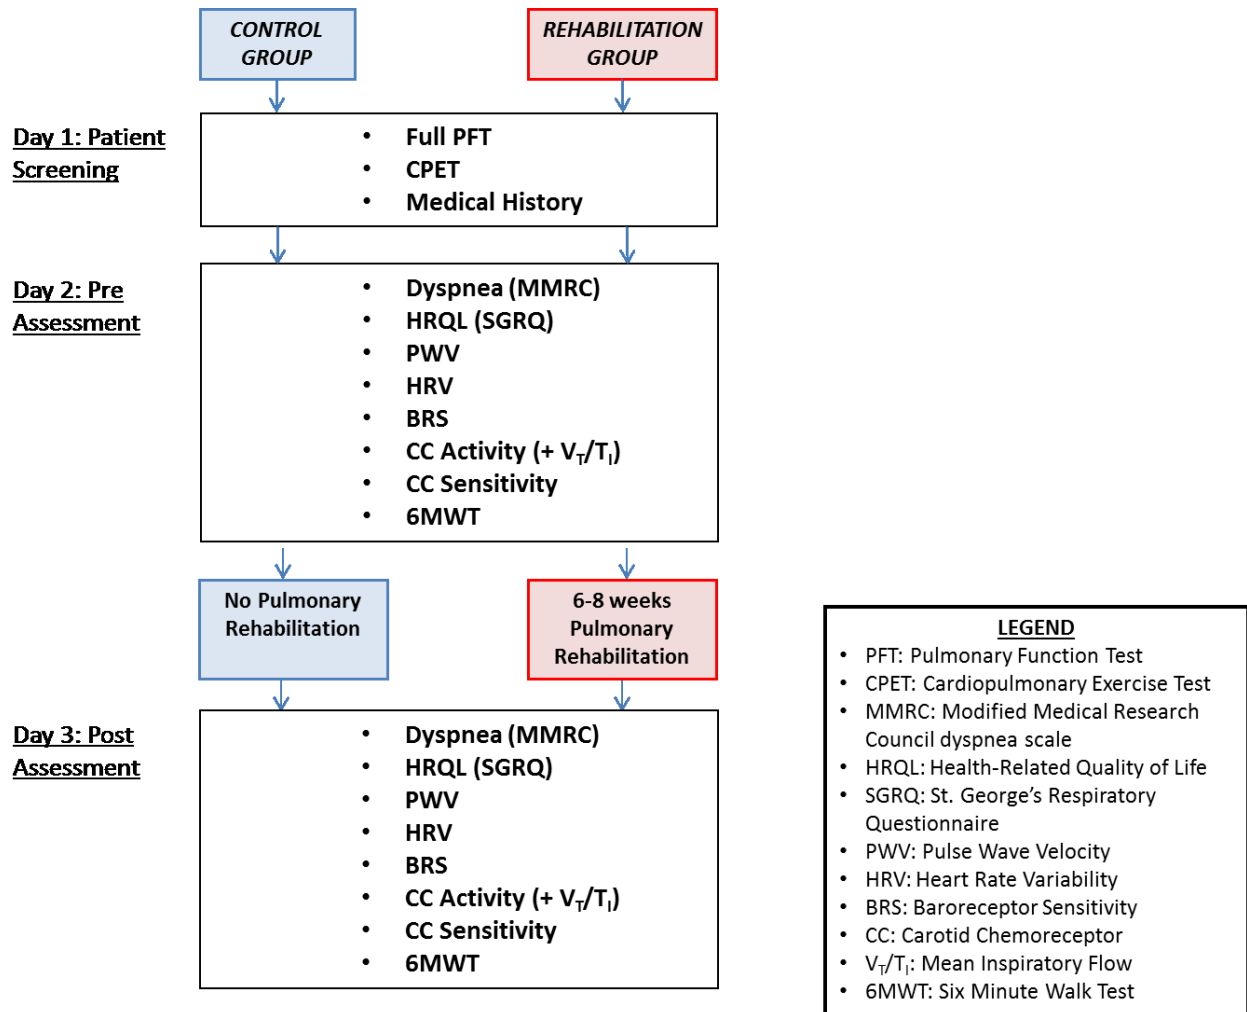 CONTROL
GROUP
REHABILITATION
GROUP
Day 1: Patient
Screening
• Full PFT
• CPET
• Medical History
Day 2: Pre
Assessment
• Dyspnea (MMRC)
• HRQL (SGRQ)
• PWV
• HRV
• BRS
• CC Activity (+ VT/TI)
• CC Sensitivity
• 6MWT
No Pulmonary
Rehabilitation
6-8 weeks
Pulmonary
Rehabilitation
Day 3: Post
Assessment
• Dyspnea (MMRC)
• HRQL (SGRQ)
• PWV
• HRV
• BRS
• CC Activity (+ VT/TI)
• CC Sensitivity
• 6MWT
LEGEND
• PFT: Pulmonary Function Test
• CPET: Cardiopulmonary Exercise Test
• MMRC: Modified Medical Research
Council dyspnea scale
• HRQL: Health-Related Quality of Life
• SGRQ: St. George's Respiratory
Questionnaire
• PWV: Pulse Wave Velocity
• HRV: Heart Rate Variability
• BRS: Baroreceptor Sensitivity
• CC: Carotid Chemoreceptor
• VT/TI: Mean Inspiratory Flow
• 6MWT: Six Minute Walk Test